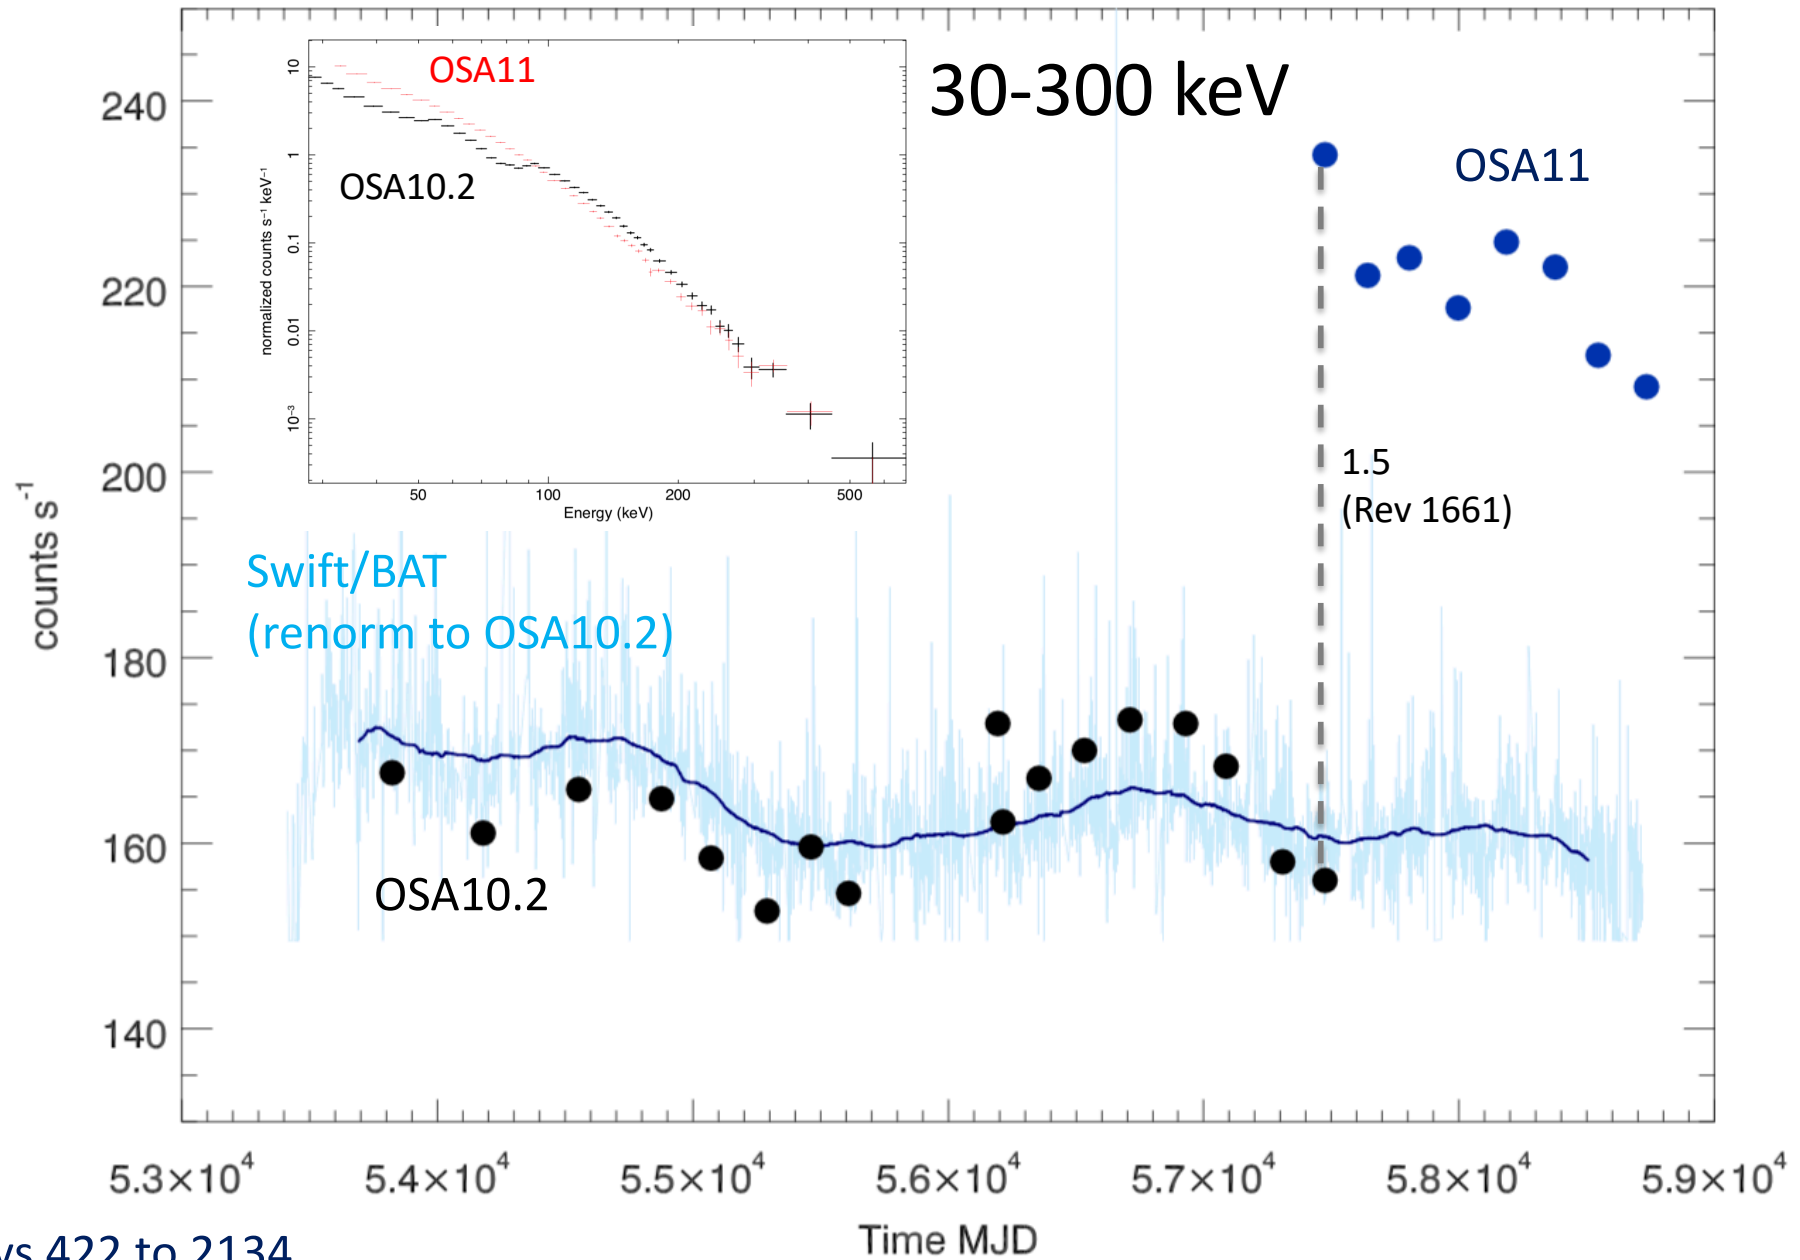 30-300 keV
OSA11
OSA11
OSA10.2
10
1
0.1
0.01
10⁻³
normalized counts s⁻¹ keV⁻¹
50
100
200
500
Energy (keV)
1.5
(Rev 1661)
Swift/BAT
(renorm to OSA10.2)
OSA10.2
240
220
200
180
160
140
counts s⁻¹
5.3×10⁴
5.4×10⁴
5.5×10⁴
5.6×10⁴
5.7×10⁴
5.8×10⁴
5.9×10⁴
Time MJD
422 to 2134